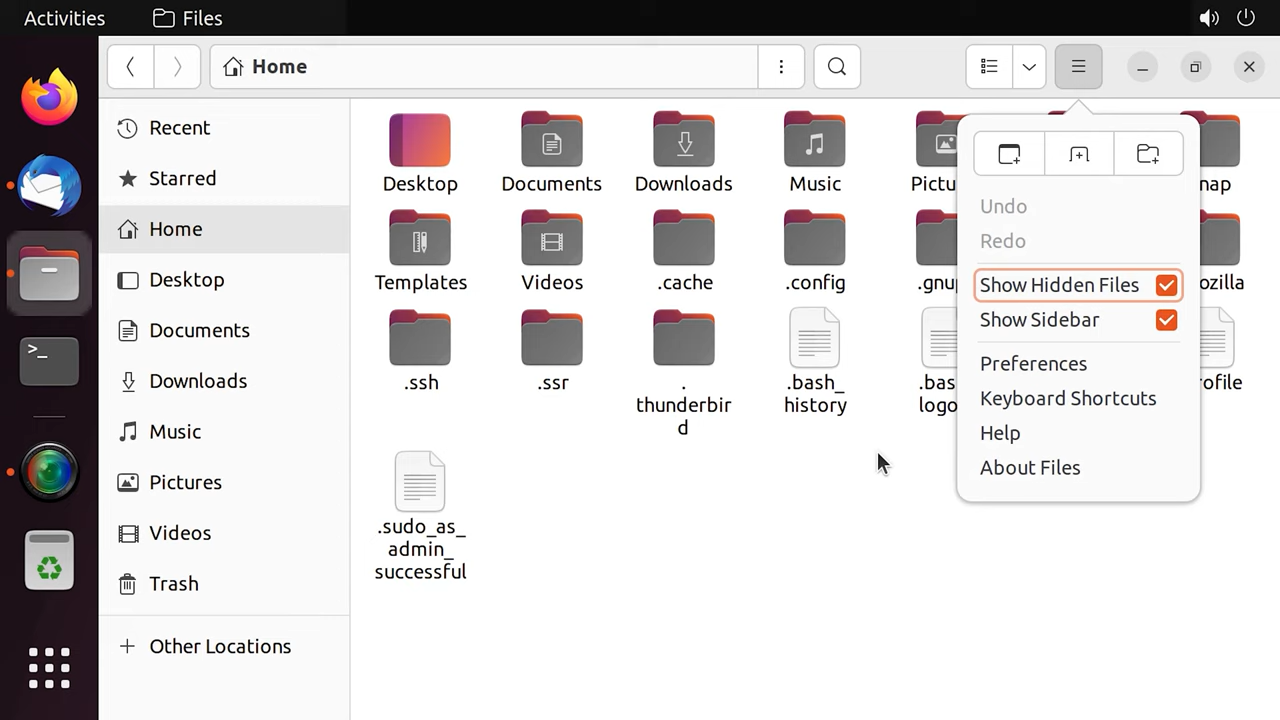 Activities Files
Home
Recent
Starred
Home
Desktop
Documents
Downloads
Music
Pictures
Videos
Trash
Other Locations
Desktop Documents Downloads Music Pictu nap
Templates Videos .cache .config .gnup ozilla
.ssh .ssr .
thunderbir
d
.bash_
history
.bas
logo
rofile
.sudo_as_
admin_
successful
Undo
Redo
Show Hidden Files
Show Sidebar
Preferences
Keyboard Shortcuts
Help
About Files